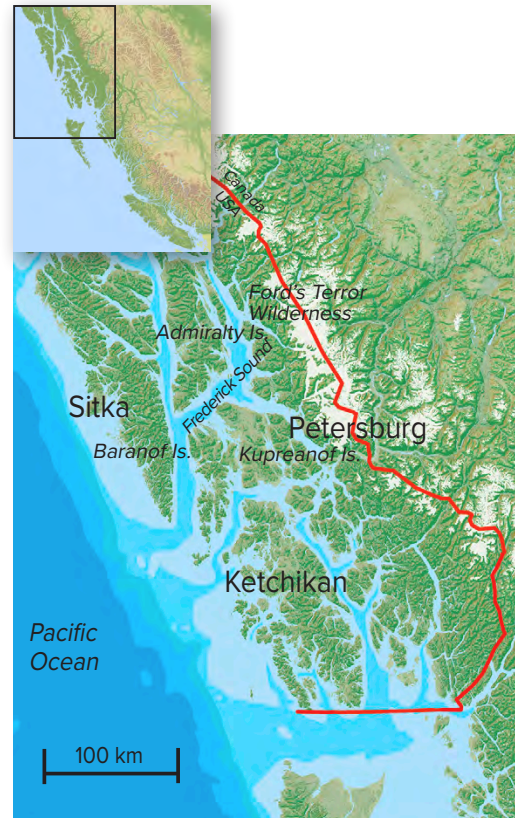 Canada
USA
Ford's Terror
Wilderness
Admiralty Is.
Frederick Sound
Sitka
Petersburg
Baranof Is.
Kupreanof Is.
Ketchikan
Pacific
Ocean
100 km